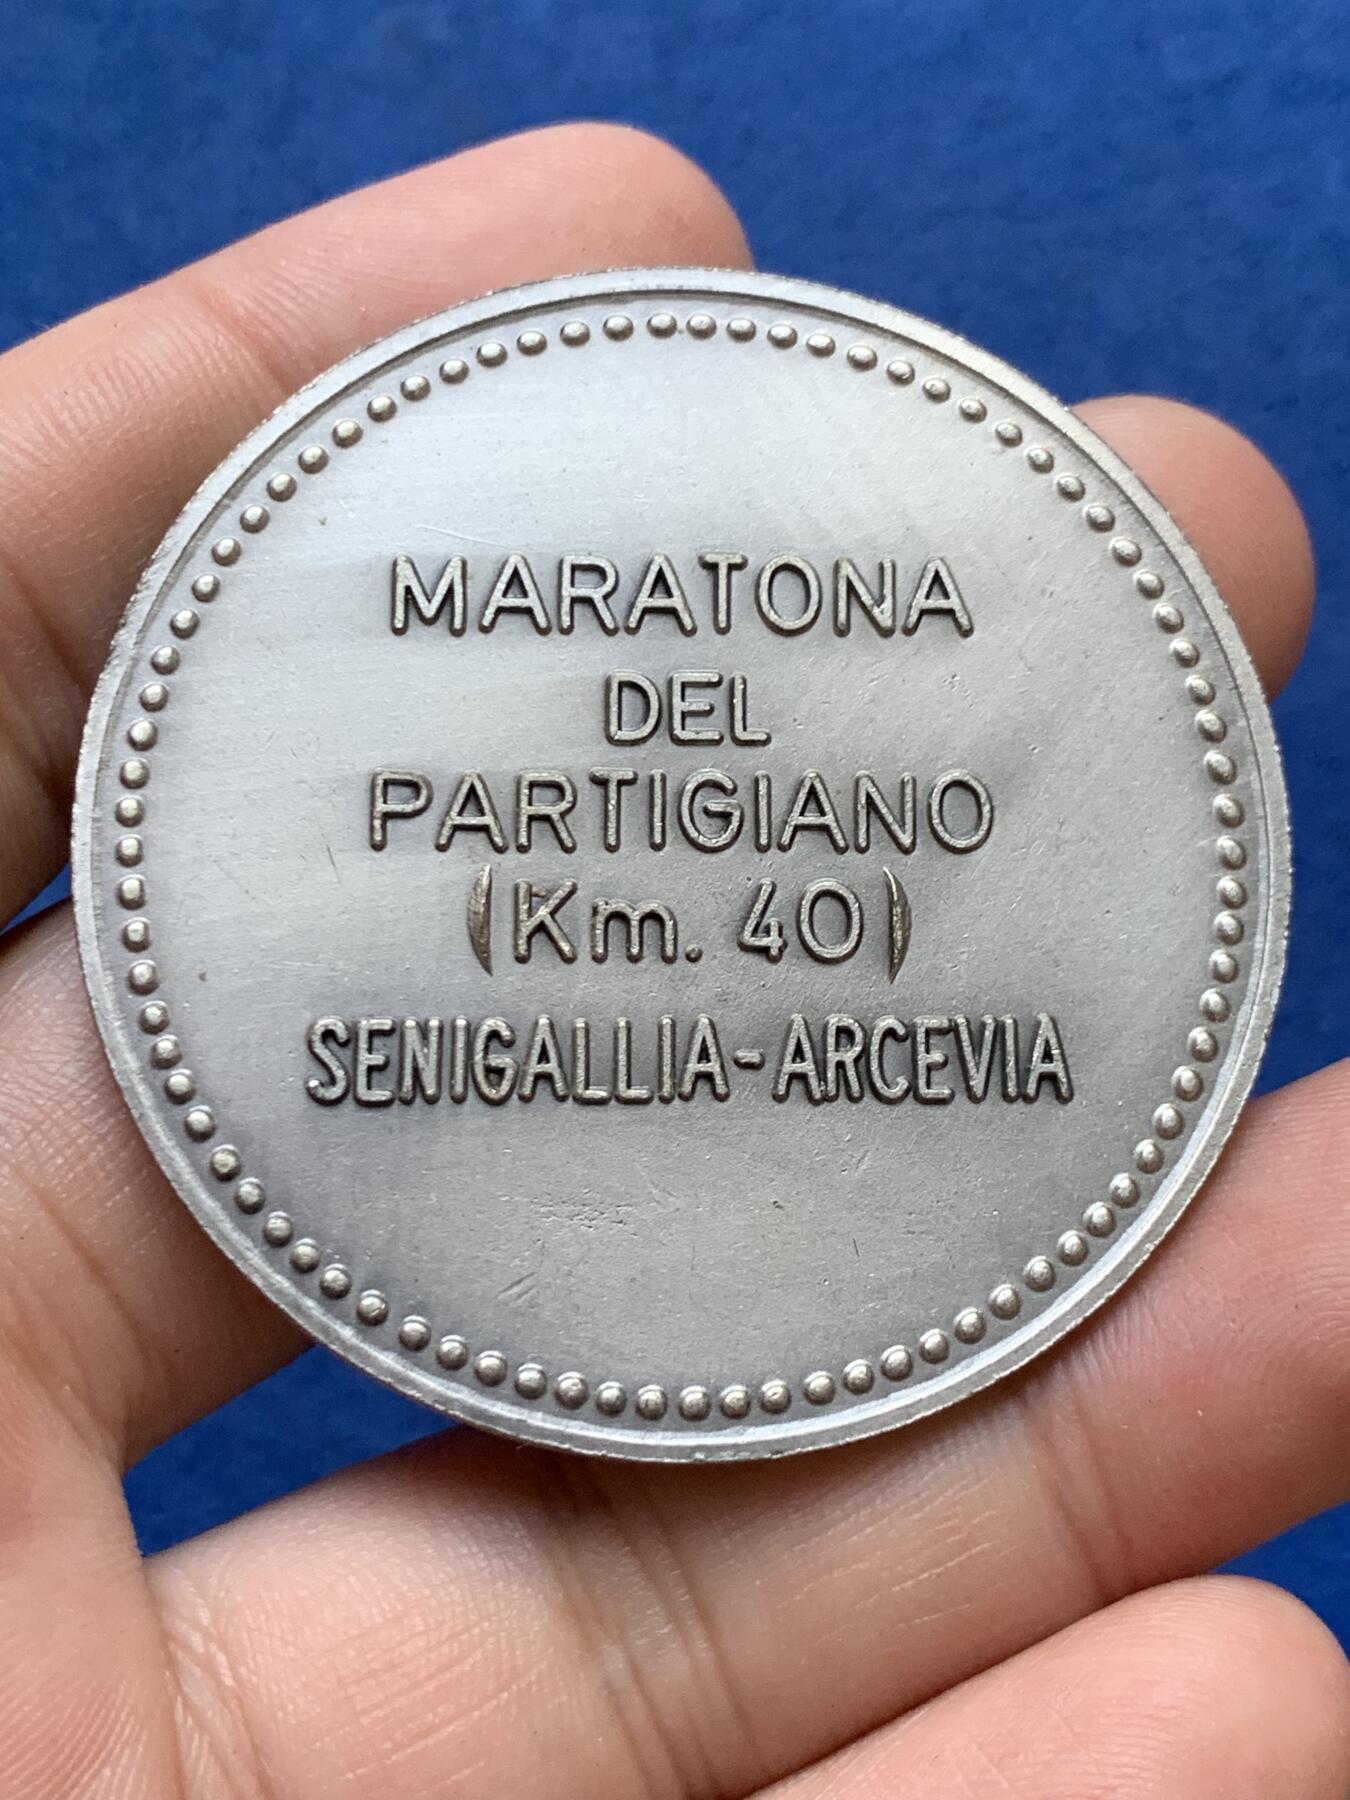 MARATONA
DEL
PARTIGIANO
(Km. 40)
SENIGALLIA-ARCEVIA